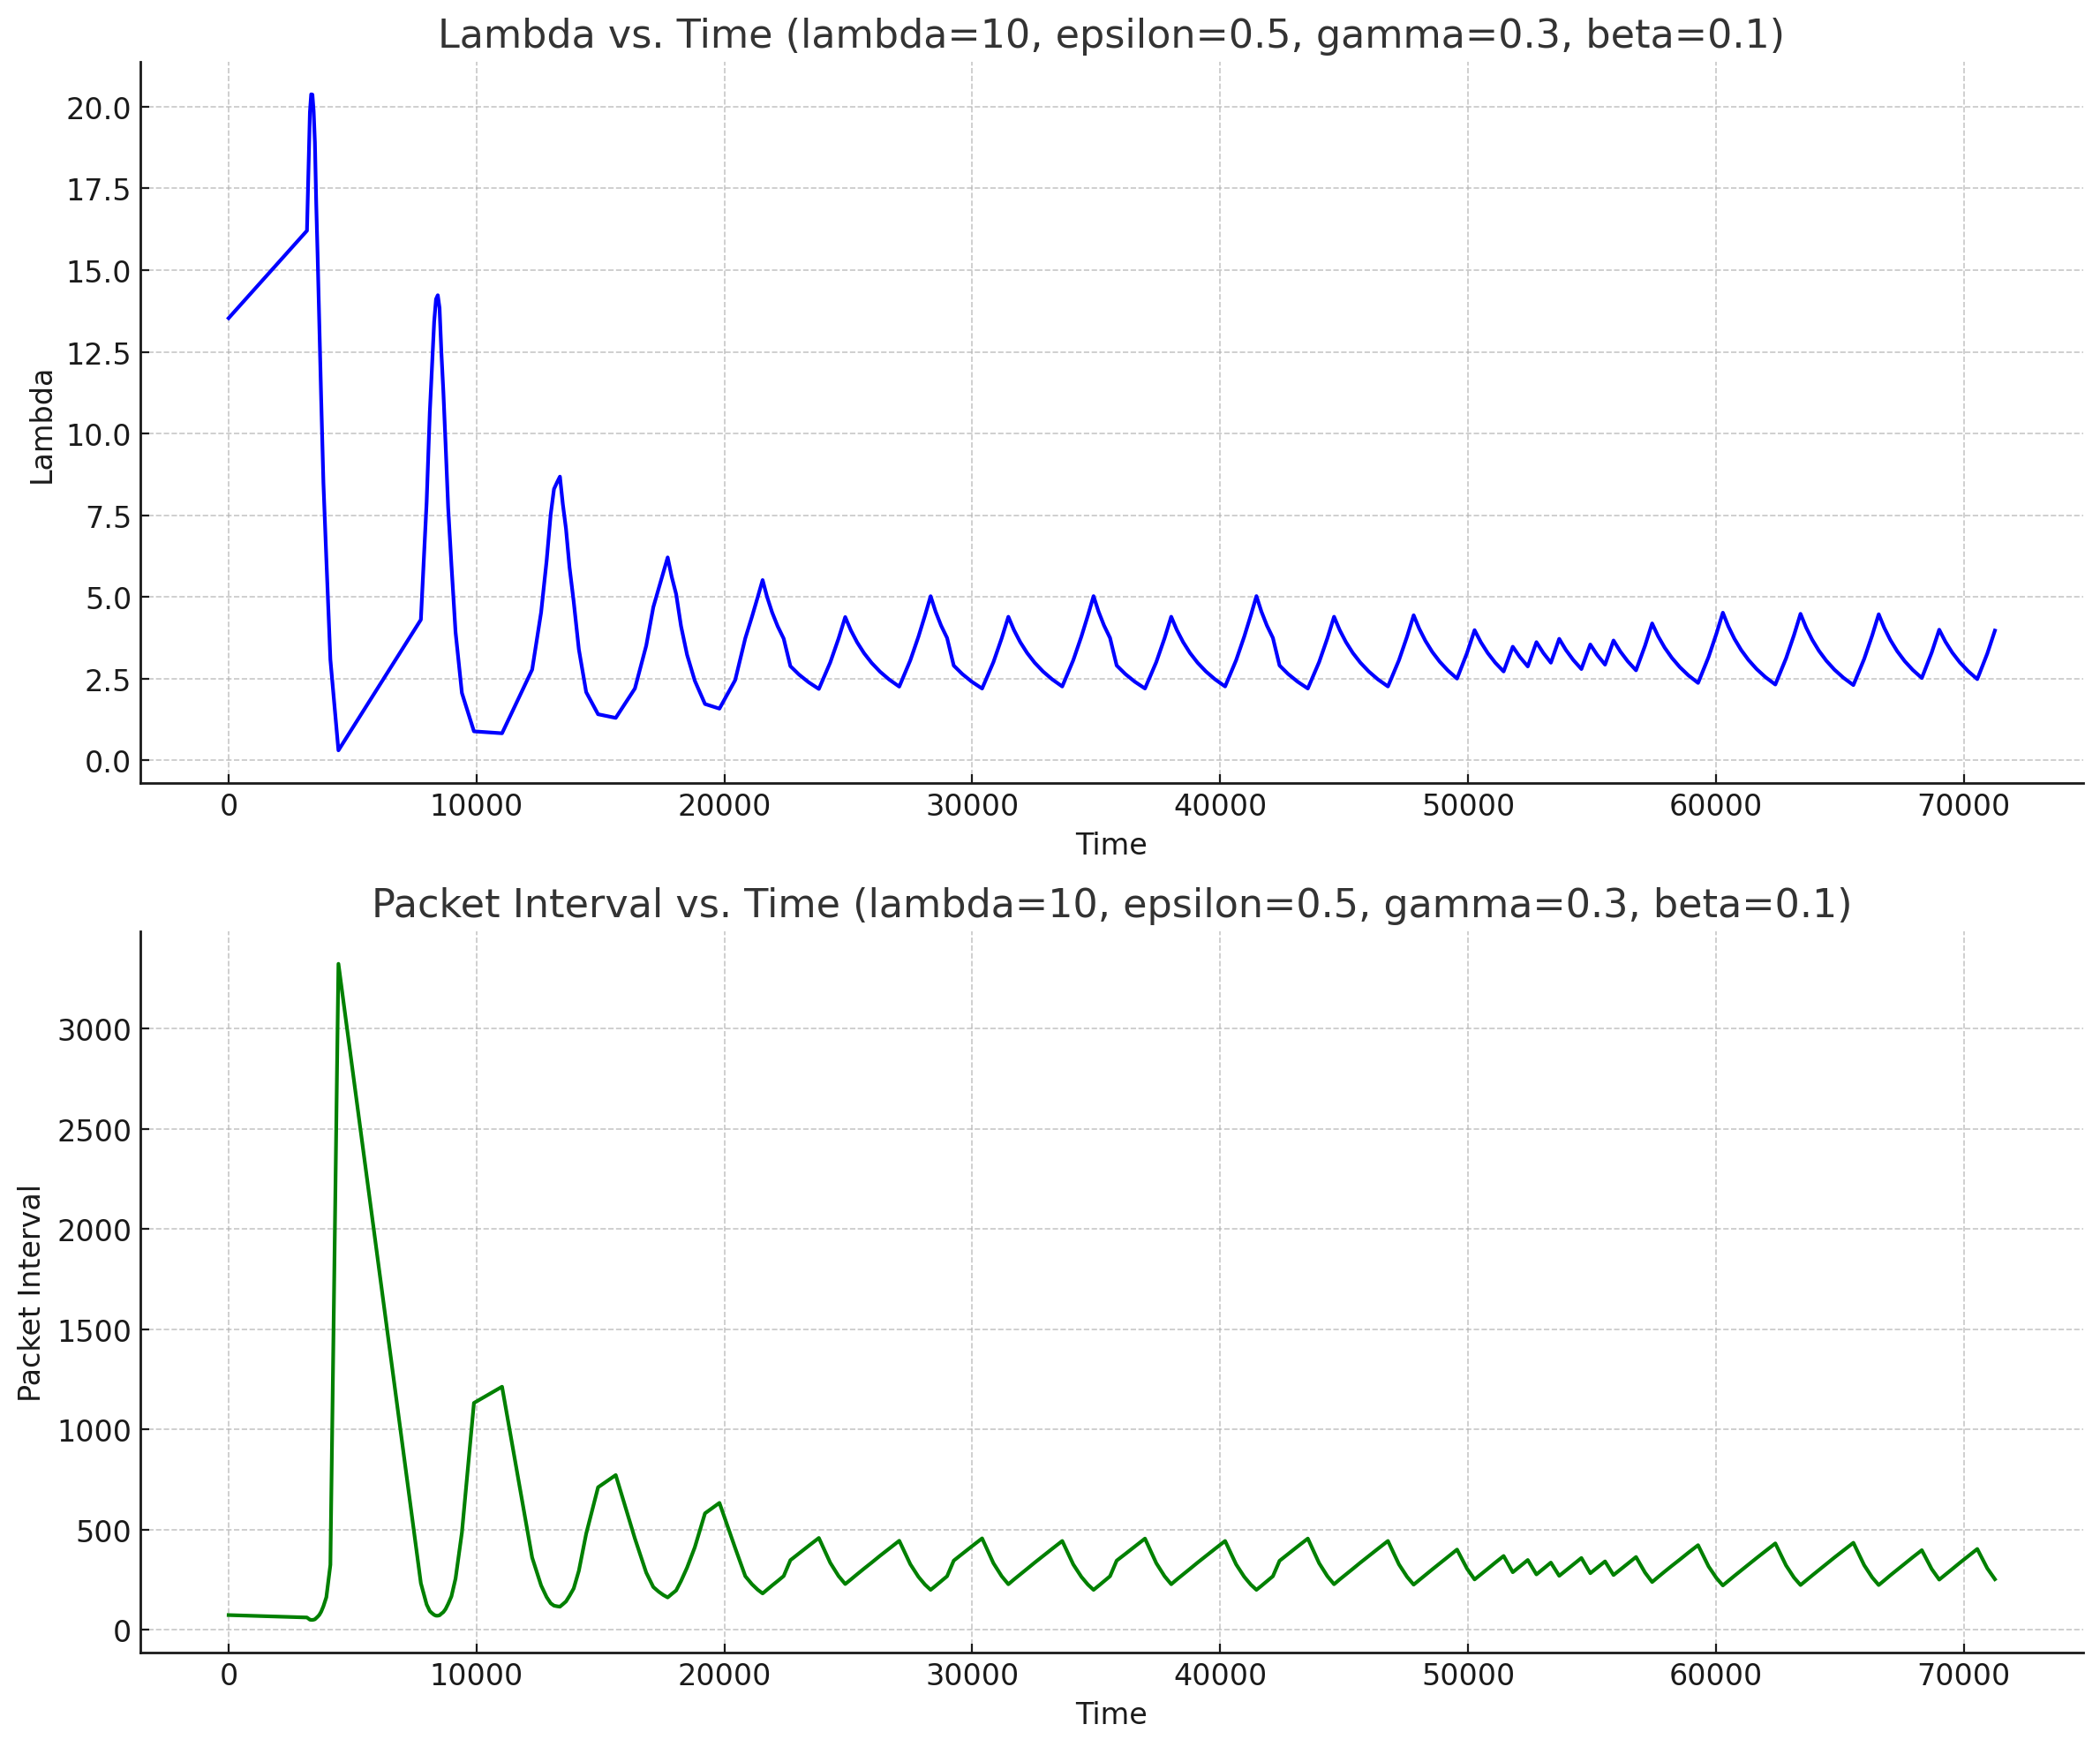 Lambda vs. Time (lambda=10, epsilon=0.5, gamma=0.3, beta=0.1)
20.0
17.5
15.0
12.5
10.0
7.5
5.0
2.5
0.0
Lambda
0 10000 20000 30000 40000 50000 60000 70000
Time
Packet Interval vs. Time (lambda=10, epsilon=0.5, gamma=0.3, beta=0.1)
3000
2500
2000
1500
1000
500
0
Packet Interval
0 10000 20000 30000 40000 50000 60000 70000
Time